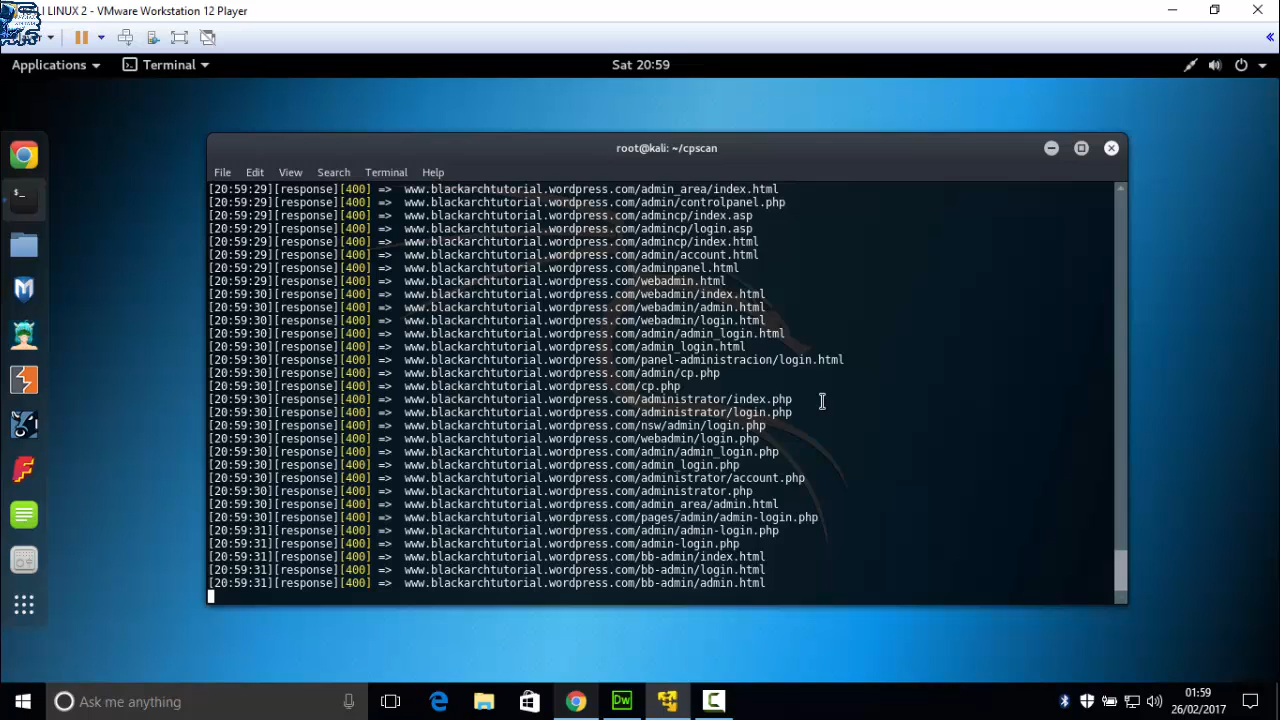 LI LINUX 2 - VMware Workstation 12 Player
Applications
Terminal
Sat 20:59
root@kali: ~/cpscan
File Edit View Search Terminal Help
[20:59:29][response][400] => www.blackarchtutorial.wordpress.com/admin_area/index.html
[20:59:29][response][400] => www.blackarchtutorial.wordpress.com/admin/controlpanel.php
[20:59:29][response][400] => www.blackarchtutorial.wordpress.com/admincp/index.asp
[20:59:29][response][400] => www.blackarchtutorial.wordpress.com/admincp/login.asp
[20:59:29][response][400] => www.blackarchtutorial.wordpress.com/admincp/index.html
[20:59:29][response][400] => www.blackarchtutorial.wordpress.com/admin/account.html
[20:59:29][response][400] => www.blackarchtutorial.wordpress.com/adminpanel.html
[20:59:29][response][400] => www.blackarchtutorial.wordpress.com/webadmin.html
[20:59:30][response][400] => www.blackarchtutorial.wordpress.com/webadmin/index.html
[20:59:30][response][400] => www.blackarchtutorial.wordpress.com/webadmin/admin.html
[20:59:30][response][400] => www.blackarchtutorial.wordpress.com/webadmin/login.html
[20:59:30][response][400] => www.blackarchtutorial.wordpress.com/admin/admin_login.html
[20:59:30][response][400] => www.blackarchtutorial.wordpress.com/admin_login.html
[20:59:30][response][400] => www.blackarchtutorial.wordpress.com/panel-administracion/login.html
[20:59:30][response][400] => www.blackarchtutorial.wordpress.com/admin/cp.php
[20:59:30][response][400] => www.blackarchtutorial.wordpress.com/cp.php
[20:59:30][response][400] => www.blackarchtutorial.wordpress.com/administrator/index.php
[20:59:30][response][400] => www.blackarchtutorial.wordpress.com/administrator/login.php
[20:59:30][response][400] => www.blackarchtutorial.wordpress.com/nsw/admin/login.php
[20:59:30][response][400] => www.blackarchtutorial.wordpress.com/webadmin/login.php
[20:59:30][response][400] => www.blackarchtutorial.wordpress.com/admin/admin_login.php
[20:59:30][response][400] => www.blackarchtutorial.wordpress.com/admin_login.php
[20:59:30][response][400] => www.blackarchtutorial.wordpress.com/administrator/account.php
[20:59:30][response][400] => www.blackarchtutorial.wordpress.com/administrator.php
[20:59:30][response][400] => www.blackarchtutorial.wordpress.com/admin_area/admin.html
[20:59:30][response][400] => www.blackarchtutorial.wordpress.com/pages/admin/admin-login.php
[20:59:31][response][400] => www.blackarchtutorial.wordpress.com/admin/admin-login.php
[20:59:31][response][400] => www.blackarchtutorial.wordpress.com/admin-login.php
[20:59:31][response][400] => www.blackarchtutorial.wordpress.com/bb-admin/index.html
[20:59:31][response][400] => www.blackarchtutorial.wordpress.com/bb-admin/login.html
[20:59:31][response][400] => www.blackarchtutorial.wordpress.com/bb-admin/admin.html
Ask me anything
Dw
01:59
26/02/2017